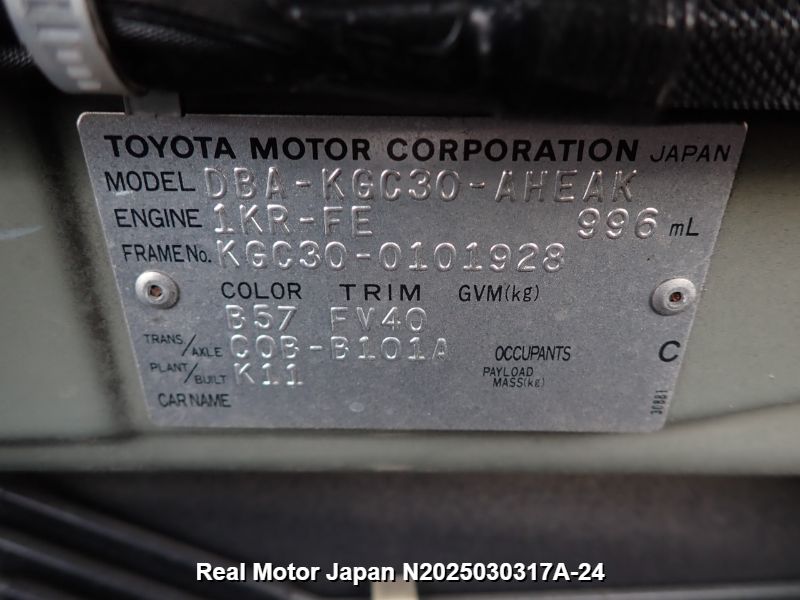 TOYOTA MOTOR CORPORATION JAPAN
MODEL DBA-KGC30-AHEAK
ENGINE 1KR-FE 996 mL
FRAME No. KGC30-0101928
COLOR TRIM GVM(kg)
B57 FV40
TRANS/AXLE C0B-B101A OCCUPANTS C
PLANT/BUILT K11 PAYLOAD MASS(kg)
CAR NAME
30881
Real Motor Japan N2025030317A-24